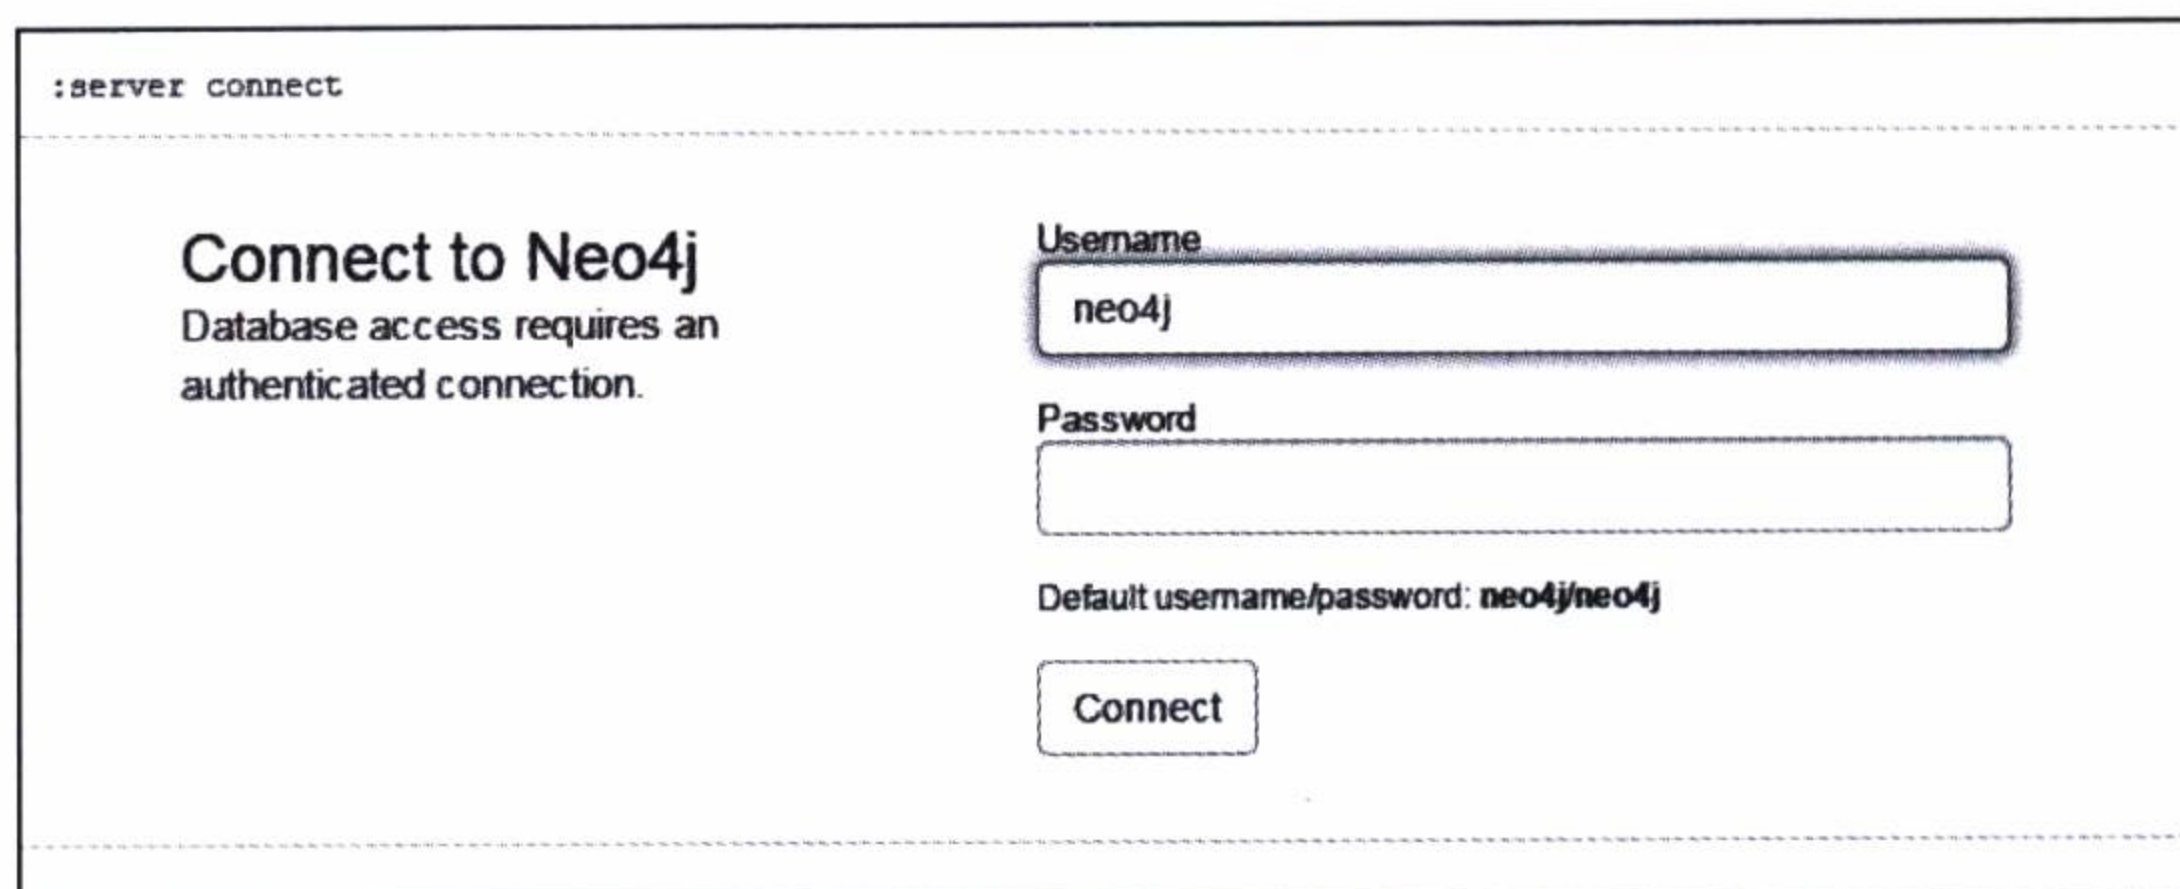 :server connect
Connect to Neo4j
Database access requires an
authenticated connection.
Username
neo4j
Password
Default username/password: neo4j/neo4j
Connect